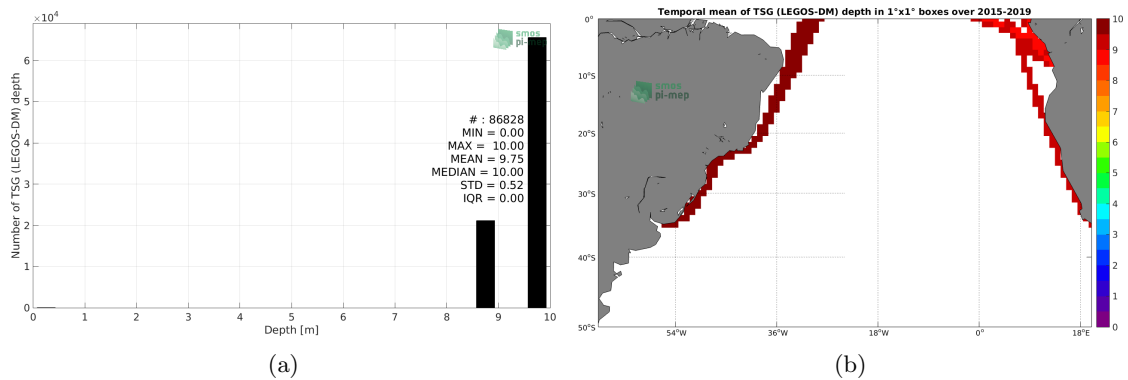 ×10⁴
Number of TSG (LEGOS-DM) depth
6
5
4
3
2
1
0
smos
pi-mep
# : 86828
MIN = 0.00
MAX = 10.00
MEAN = 9.75
MEDIAN = 10.00
STD = 0.52
IQR = 0.00
0 1 2 3 4 5 6 7 8 9 10
Depth [m]
(a)
Temporal mean of TSG (LEGOS-DM) depth in 1°x1° boxes over 2015-2019
0°
10°S
20°S
30°S
40°S
50°S
smos
pi-mep
54°W 36°W 18°W 0° 18°E
10
9
8
7
6
5
4
3
2
1
0
(b)